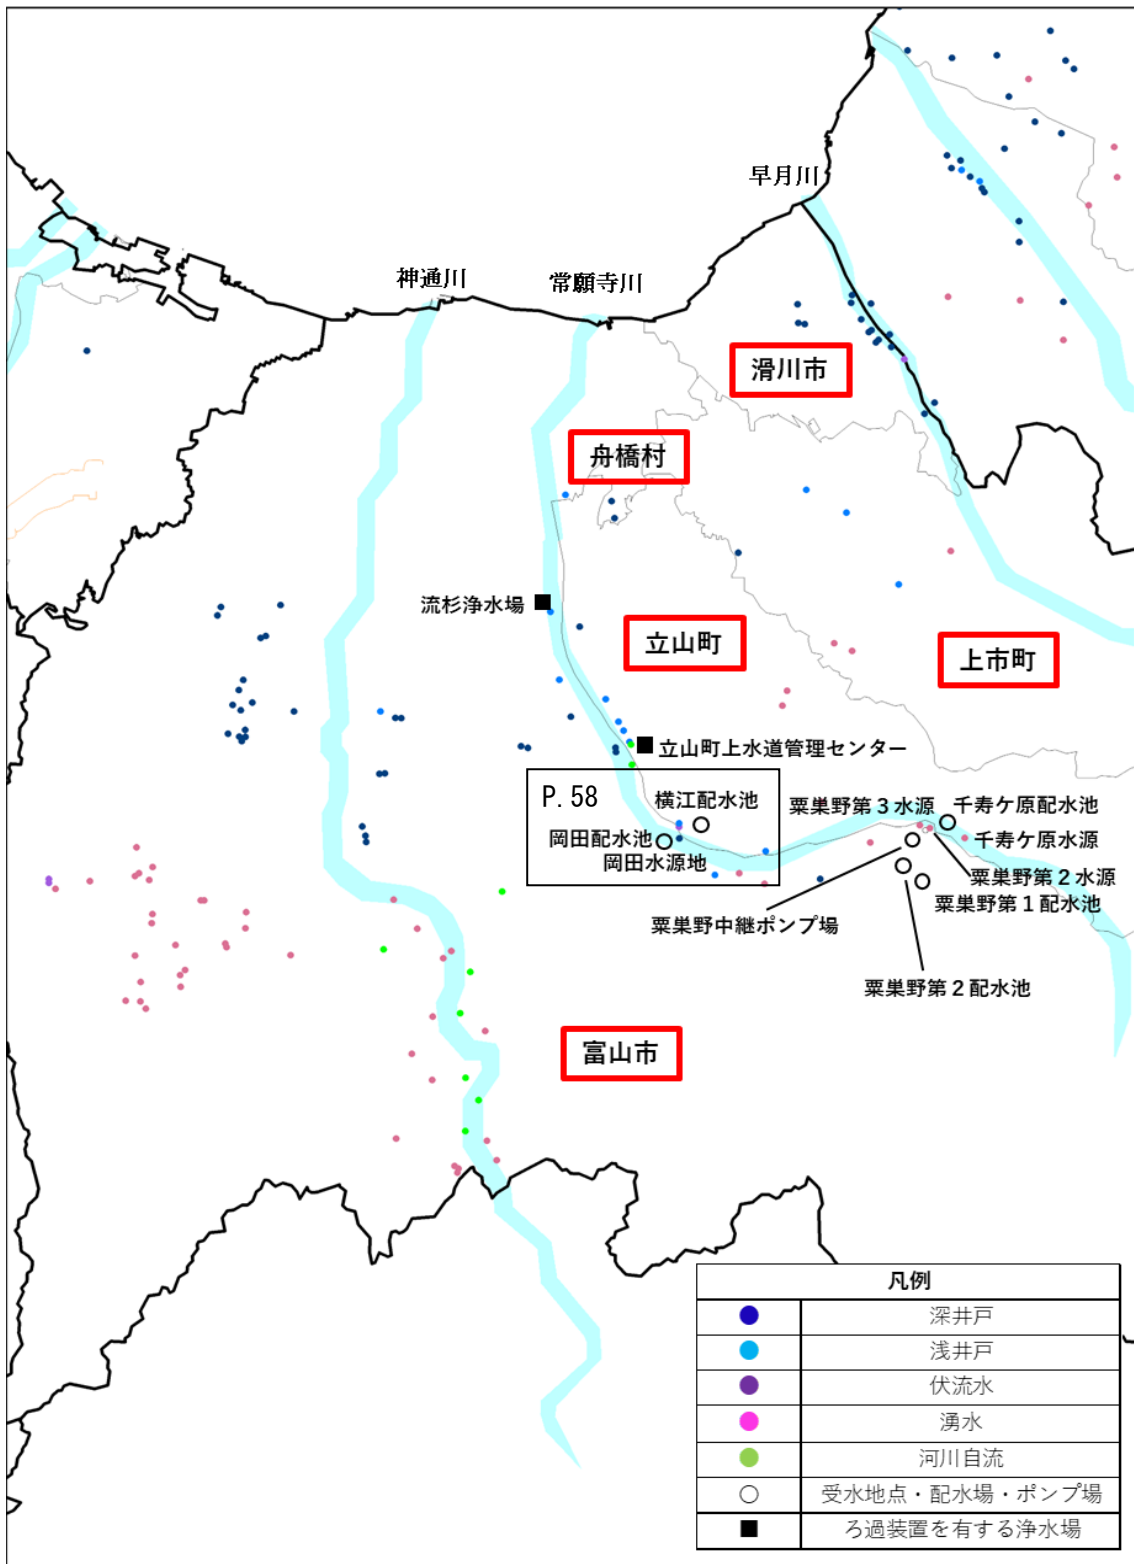 早月川
神通川
常願寺川
滑川市
舟橋村
流杉浄水場
立山町
上市町
立山町上水道管理センター
P.58
横江配水池
粟巣野第３水源
千寿ケ原配水池
岡田配水池
岡田水源地
千寿ケ原水源
粟巣野第２水源
粟巣野第１配水池
粟巣野中継ポンプ場
粟巣野第２配水池
富山市
凡例
深井戸
浅井戸
伏流水
湧水
河川自流
受水地点・配水場・ポンプ場
ろ過装置を有する浄水場